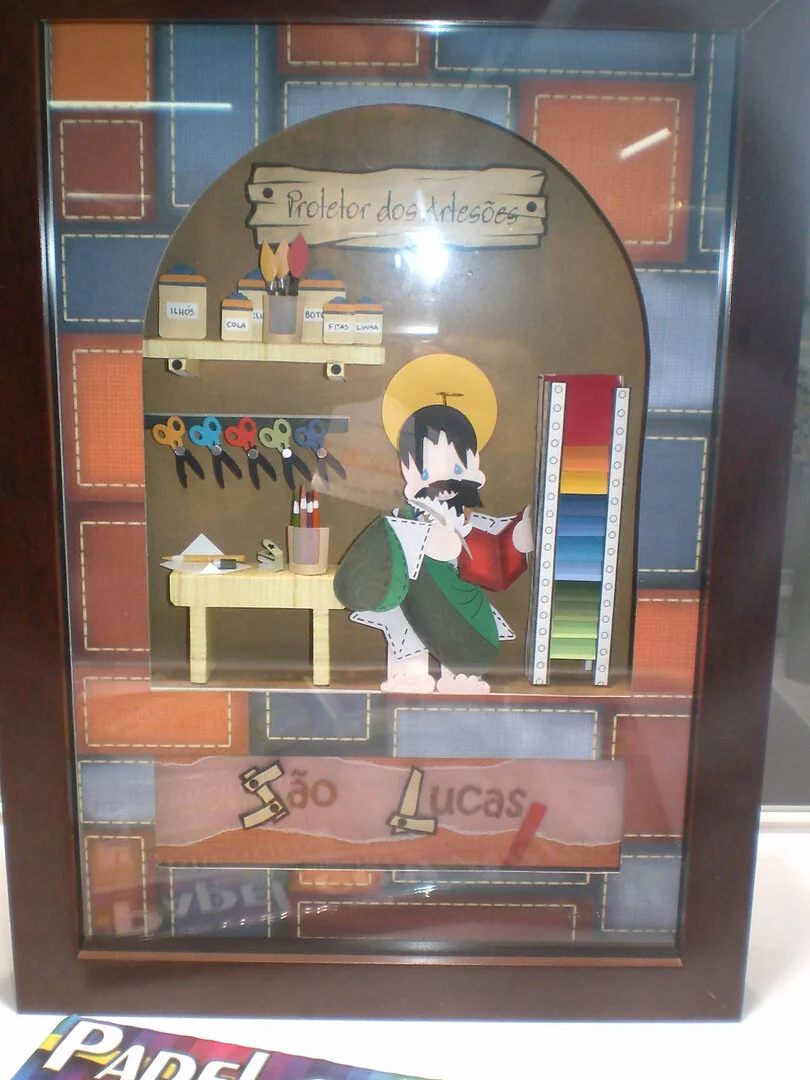 Protetor dos Artesões
ILHÓS
COLA
FITAS
LINHA
São Lucas
PAPEL